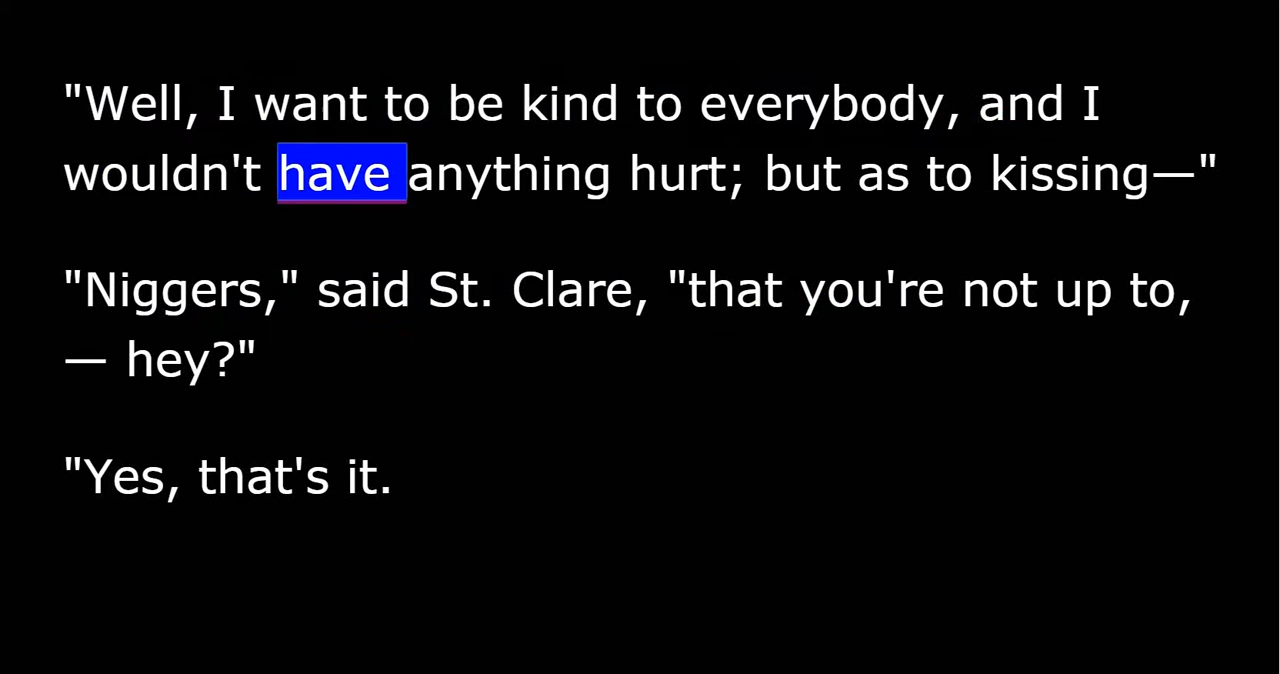 "Well, I want to be kind to everybody, and I
wouldn't have anything hurt; but as to kissing—"
"Niggers," said St. Clare, "that you're not up to,
— hey?"
"Yes, that's it.